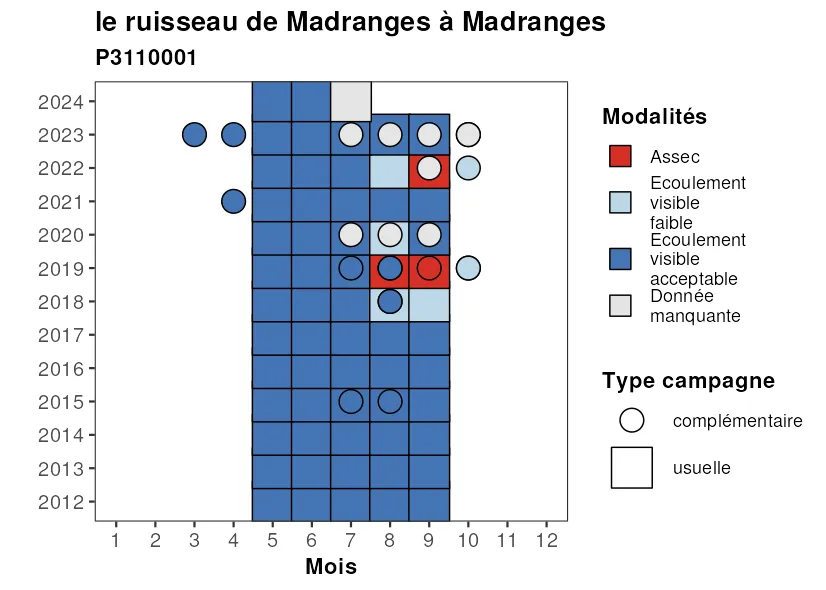 le ruisseau de Madranges à Madranges
P3110001
2024
2023
2022
2021
2020
2019
2018
2017
2016
2015
2014
2013
2012
1 2 3 4 5 6 7 8 9 10 11 12
Mois
Modalités
Assec
Ecoulement
visible
faible
Ecoulement
visible
acceptable
Donnée
manquante
Type campagne
complémentaire
usuelle